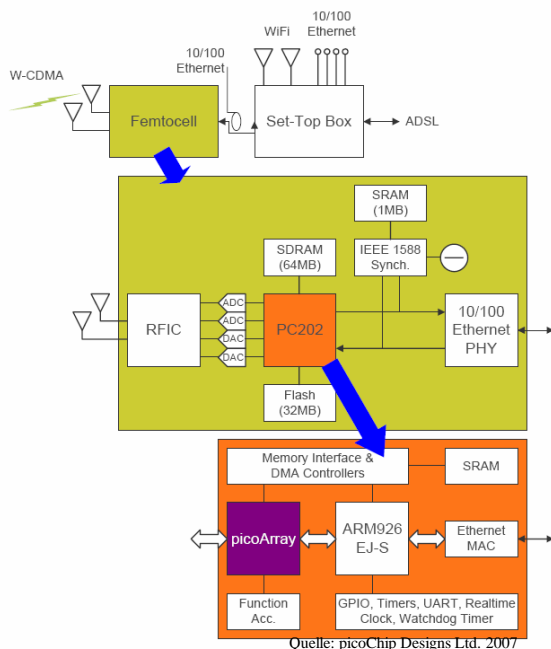 WiFi
10/100
Ethernet
10/100
Ethernet
W-CDMA
Femtocell
Set-Top Box
ADSL
SRAM
(1MB)
SDRAM
(64MB)
IEEE 1588
Synch.
RFIC
ADC
ADC
DAC
DAC
PC202
10/100
Ethernet
PHY
Flash
(32MB)
Memory Interface &
DMA Controllers
SRAM
picoArray
ARM926
EJ-S
Ethernet
MAC
Function
Acc.
GPIO, Timers, UART, Realtime
Clock, Watchdog Timer
Quelle: picoChip Designs Ltd. 2007